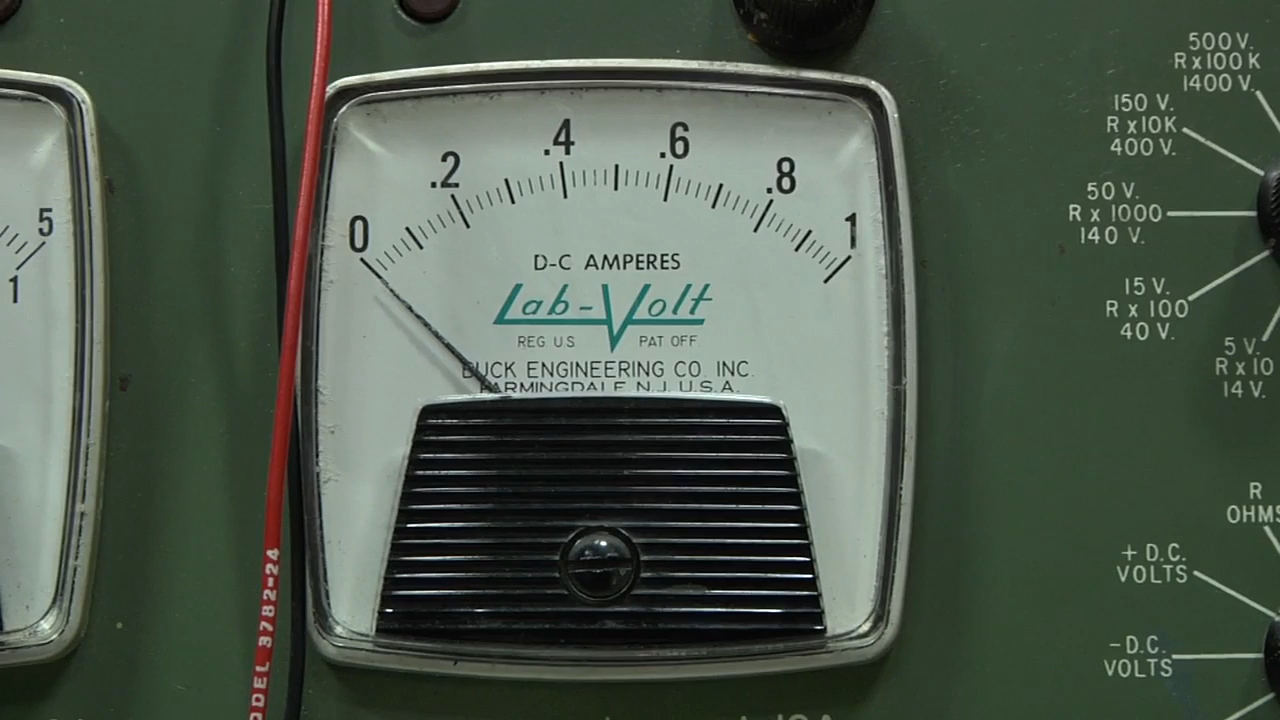 5
1
0 .2 .4 .6 .8 1
D-C AMPERES
Lab-Volt
REG US PAT OFF
BUCK ENGINEERING CO. INC.
FARMINGDALE, N.J. U.S.A.
MODEL 3782-24
500 V.
R x 100 K
1400 V.
150 V.
R x 10K
400 V.
50 V.
R x 1000
140 V.
15 V.
R x 100
40 V.
5 V.
R x 10
14 V.
R
OHMS
+ D.C.
VOLTS
- D.C.
VOLTS